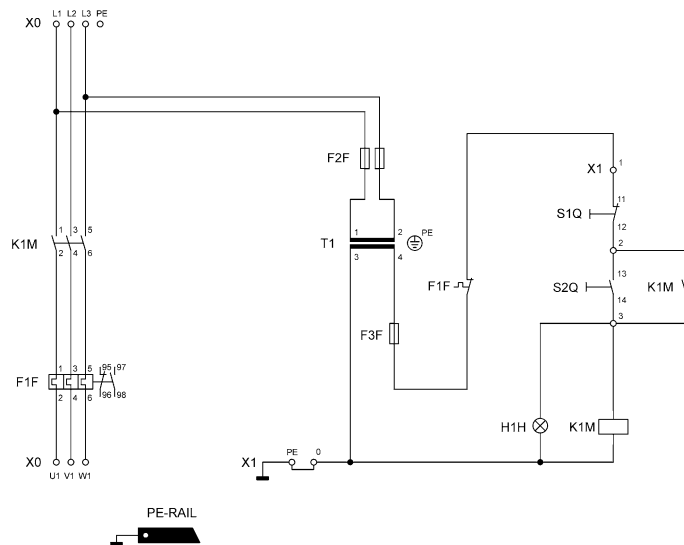 L1 L2 L3 PE
X0
F2F
1
X1
11
S1Q
12
2
1 3 5
K1M
2 4 6
1 2
PE
T1
3 4
13
S2Q
14
K1M
F1F
3
F3F
1 3 5
95 97
F1F
2 4 6
96 98
H1H
K1M
X0
U1 V1 W1
X1
PE 0
PE-RAIL